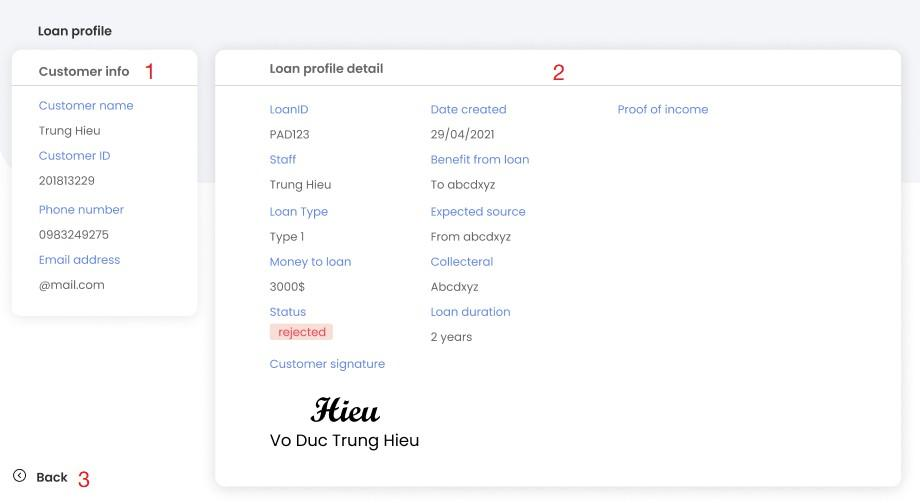 Loan profile
Customer info 1
Customer name
Trung Hieu
Customer ID
201813229
Phone number
0983249275
Email address
@mail.com
Loan profile detail 2
LoanID
PAD123
Staff
Trung Hieu
Loan Type
Type 1
Money to loan
3000$
Status
rejected
Customer signature
Hieu
Vo Duc Trung Hieu
Date created
29/04/2021
Benefit from loan
To abcdxyz
Expected source
From abcdxyz
Collecteral
Abcdxyz
Loan duration
2 years
Proof of income
Back 3